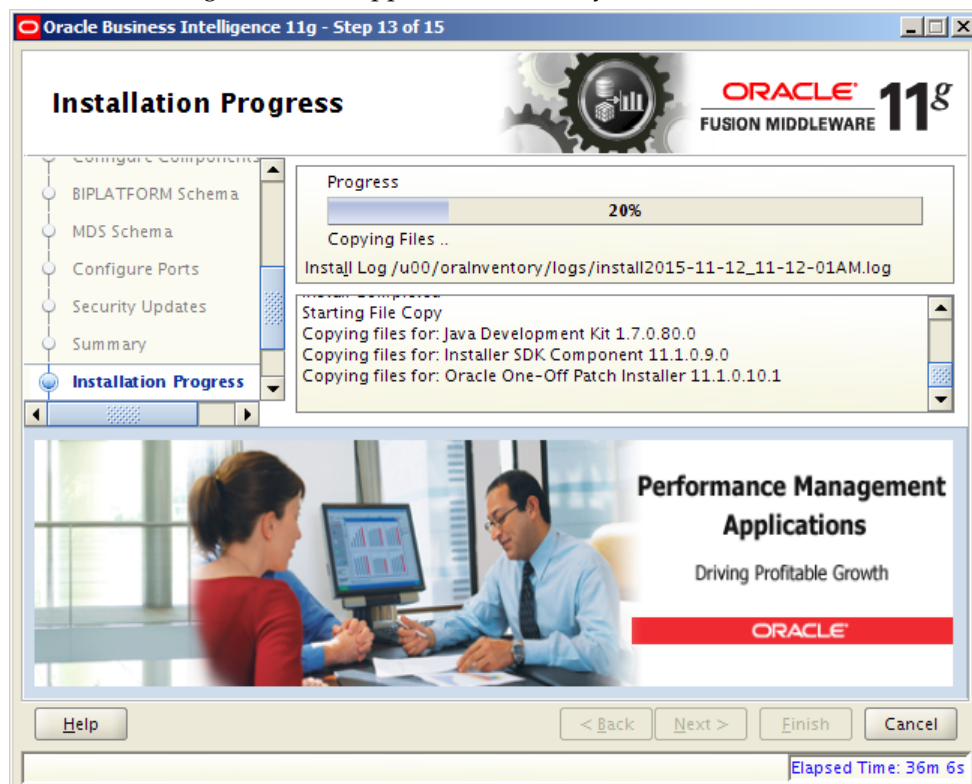 Oracle Business Intelligence 11g - Step 13 of 15
Installation Progress
ORACLE
FUSION MIDDLEWARE 11g
Configure Components
BIPLATFORM Schema
MDS Schema
Configure Ports
Security Updates
Summary
Installation Progress
Progress
20%
Copying Files ..
Install Log /u00/oraInventory/logs/install2015-11-12_11-12-01AM.log
Install Completed
Starting File Copy
Copying files for: Java Development Kit 1.7.0.80.0
Copying files for: Installer SDK Component 11.1.0.9.0
Copying files for: Oracle One-Off Patch Installer 11.1.0.10.1
Performance Management
Applications
Driving Profitable Growth
ORACLE
Help
< Back Next > Finish Cancel
Elapsed Time: 36m 6s